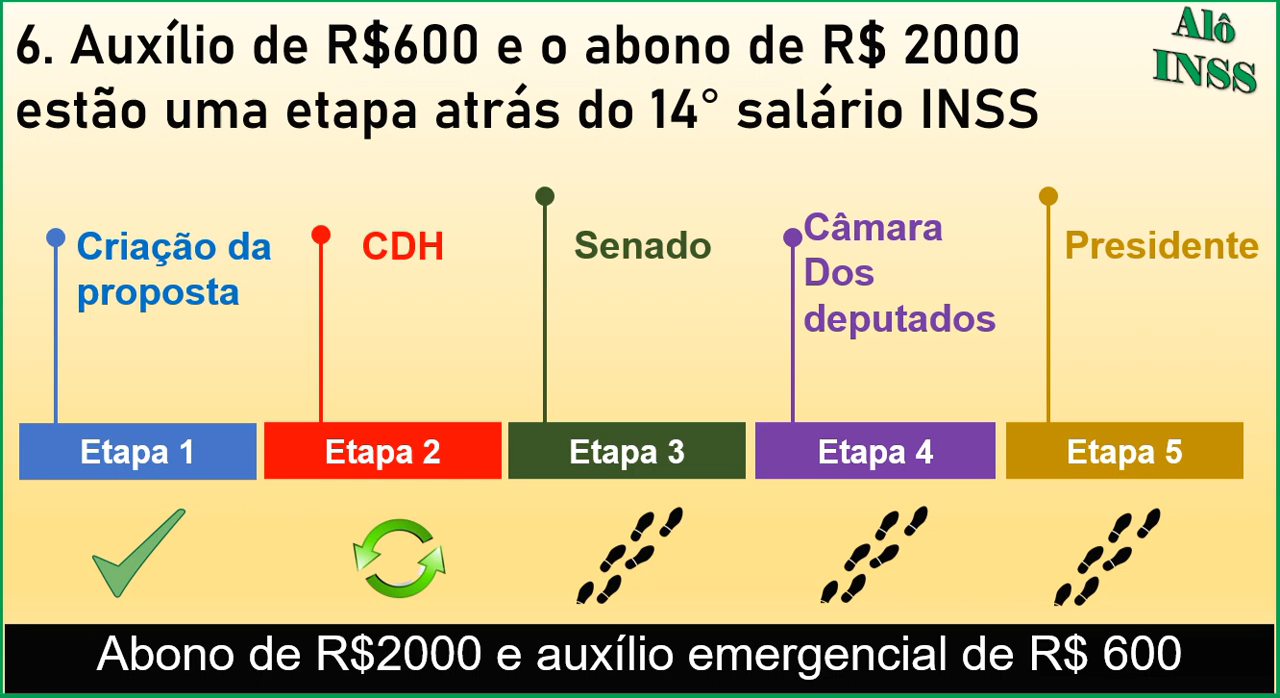 6. Auxílio de R$600 e o abono de R$ 2000
estão uma etapa atrás do 14° salário INSS
Alô
INSS
Criação da
proposta
CDH
Senado
Câmara
Dos
deputados
Presidente
Etapa 1
Etapa 2
Etapa 3
Etapa 4
Etapa 5
Abono de R$2000 e auxílio emergencial de R$ 600